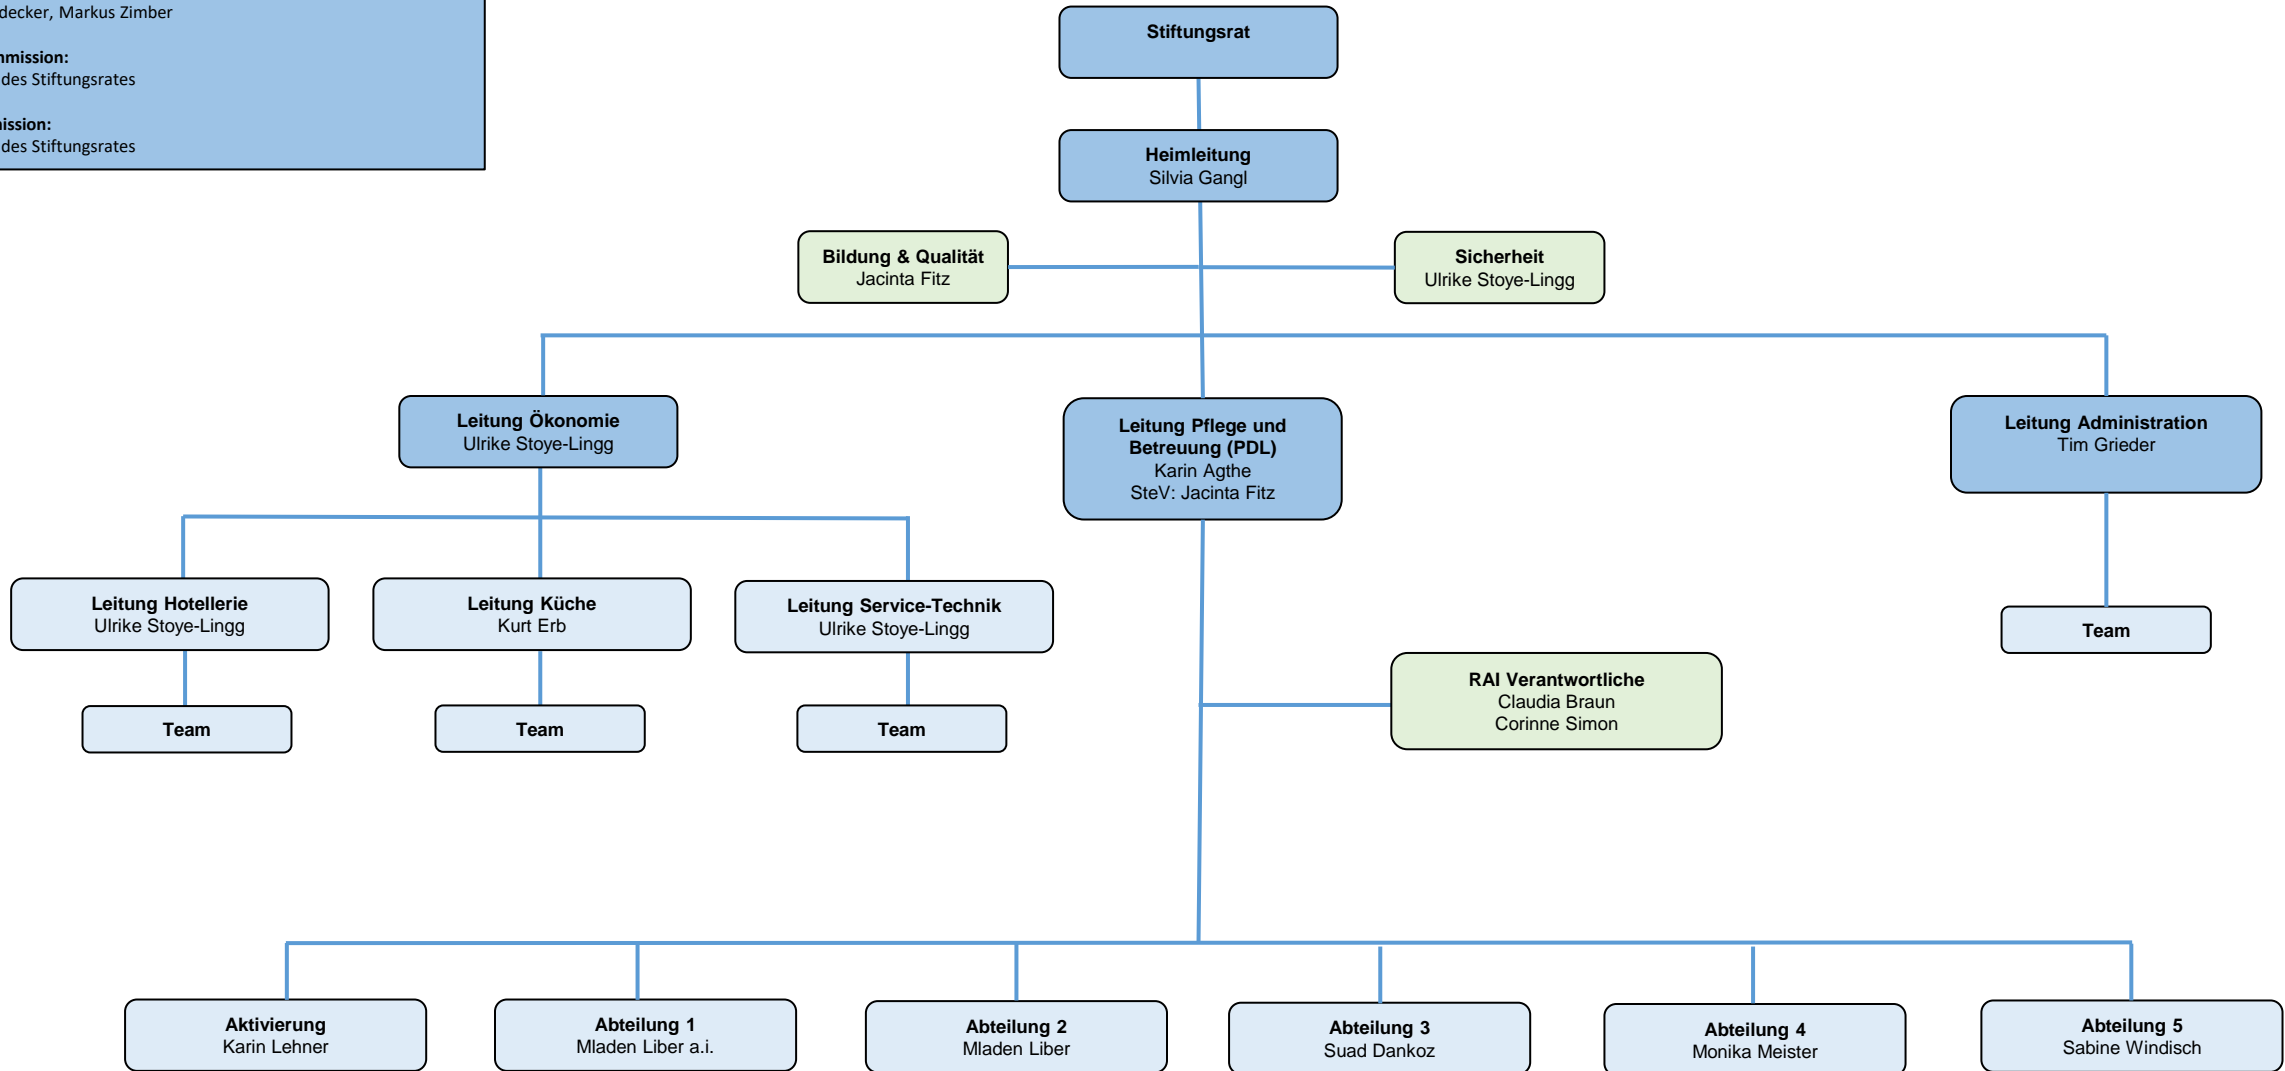 decker, Markus Zimber
mmission:
des Stiftungsrates
nission:
des Stiftungsrates
Stiftungsrat
Heimleitung
Silvia Gangl
Bildung & Qualität
Jacinta Fitz
Sicherheit
Ulrike Stoye-Lingg
Leitung Ökonomie
Ulrike Stoye-Lingg
Leitung Pflege und
Betreuung (PDL)
Karin Agthe
SteV: Jacinta Fitz
Leitung Administration
Tim Grieder
Leitung Hotellerie
Ulrike Stoye-Lingg
Leitung Küche
Kurt Erb
Leitung Service-Technik
Ulrike Stoye-Lingg
Team
RAI Verantwortliche
Claudia Braun
Corinne Simon
Team
Team
Team
Aktivierung
Karin Lehner
Abteilung 1
Mladen Liber a.i.
Abteilung 2
Mladen Liber
Abteilung 3
Suad Dankoz
Abteilung 4
Monika Meister
Abteilung 5
Sabine Windisch